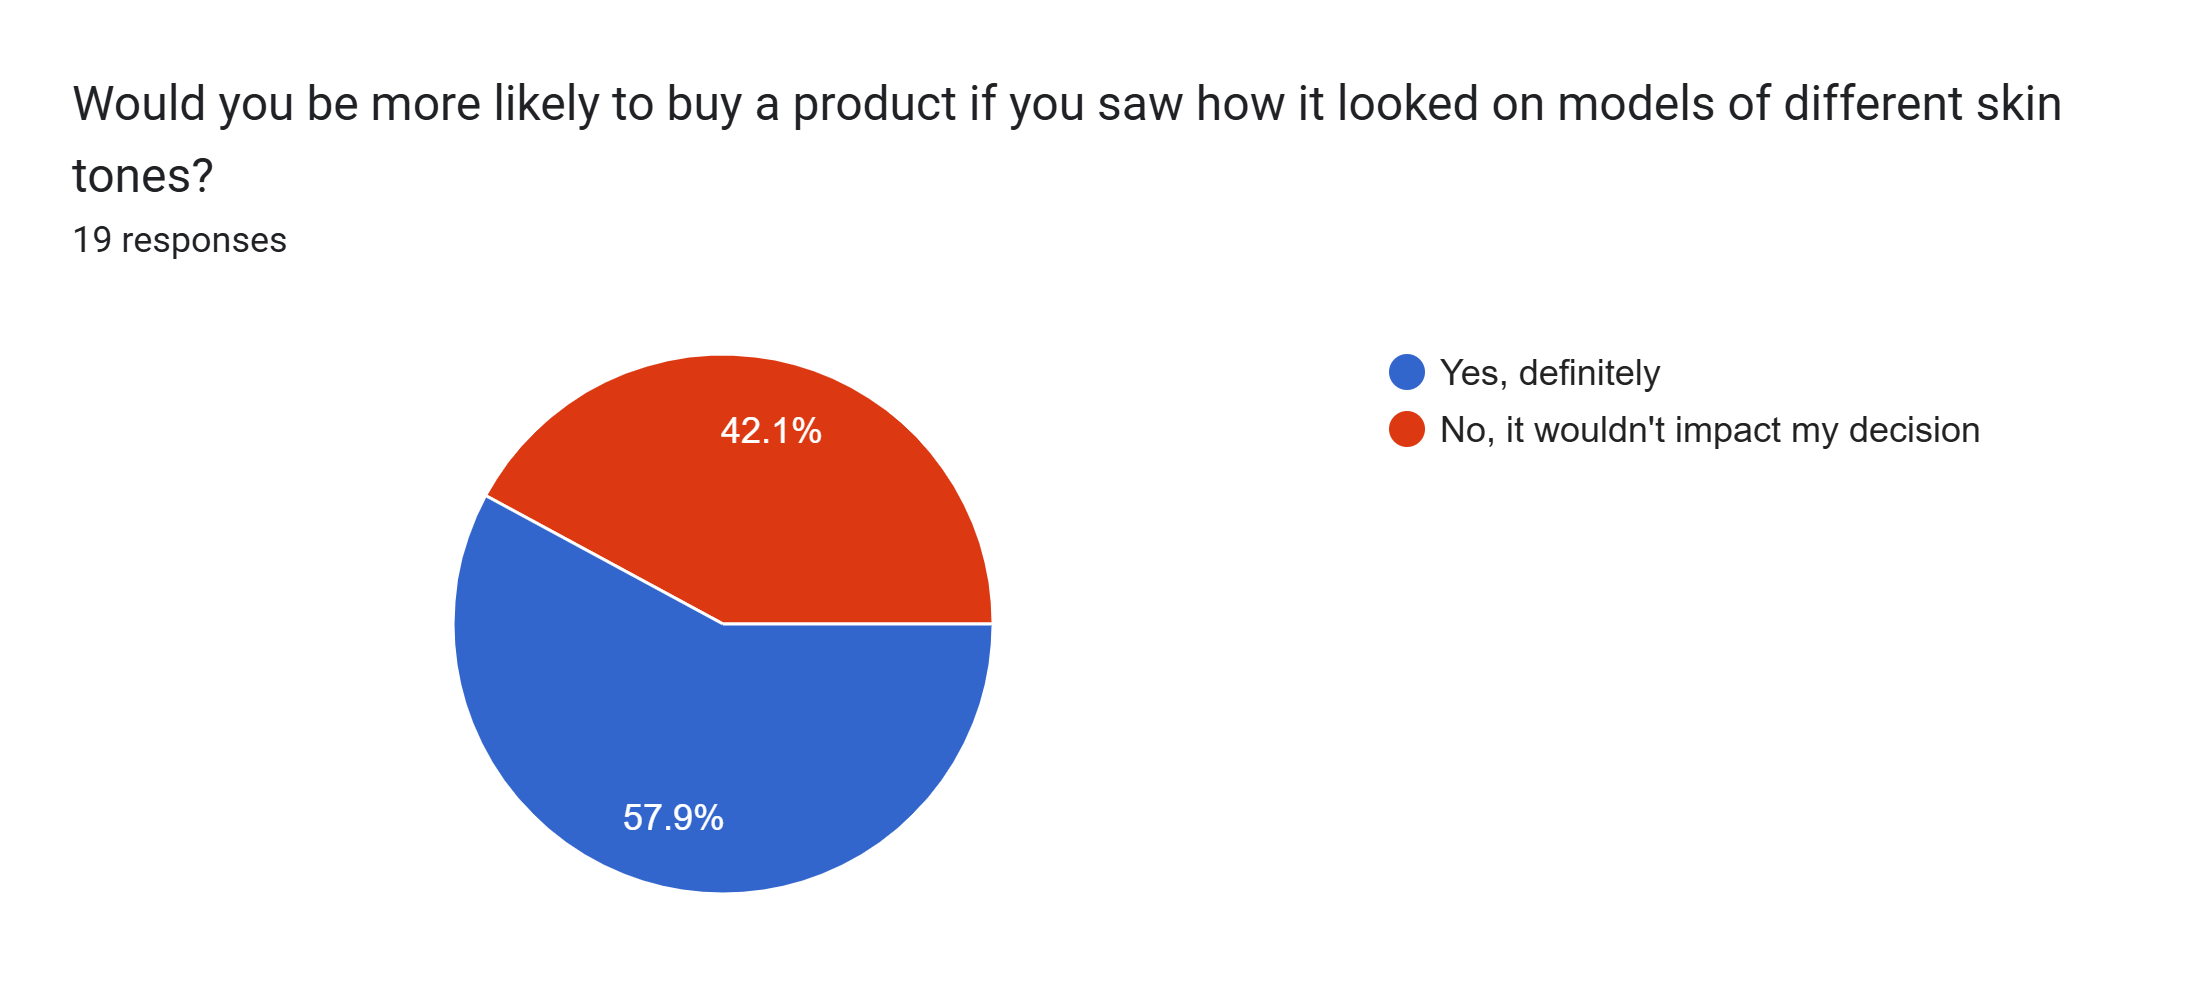 Would you be more likely to buy a product if you saw how it looked on models of different skin
tones?
19 responses
42.1%
57.9%
Yes, definitely
No, it wouldn't impact my decision